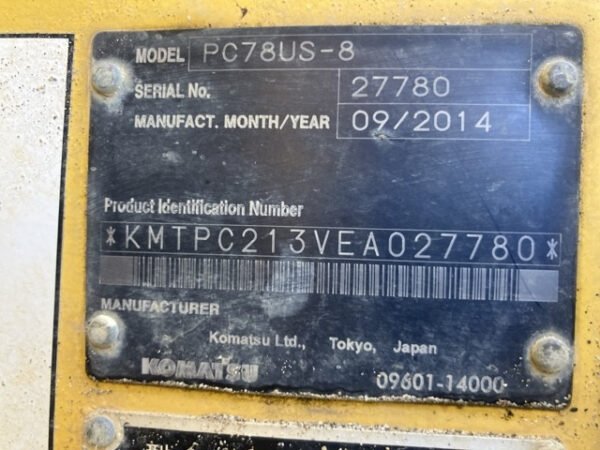 MODEL PC78US-8
SERIAL No. 27780
MANUFACT. MONTH/YEAR 09/2014
Product Identification Number
*KMTPC213VEA027780*
MANUFACTURER
Komatsu Ltd., Tokyo, Japan
KOMATSU
09601-14000